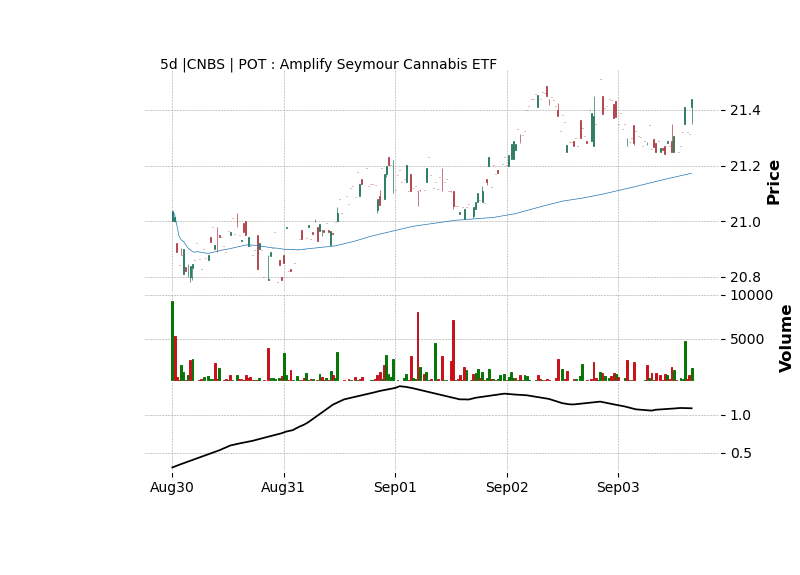 5d |CNBS | POT : Amplify Seymour Cannabis ETF
21.4
21.2
21.0
20.8
Price
10000
5000
Volume
1.0
0.5
Aug30 Aug31 Sep01 Sep02 Sep03